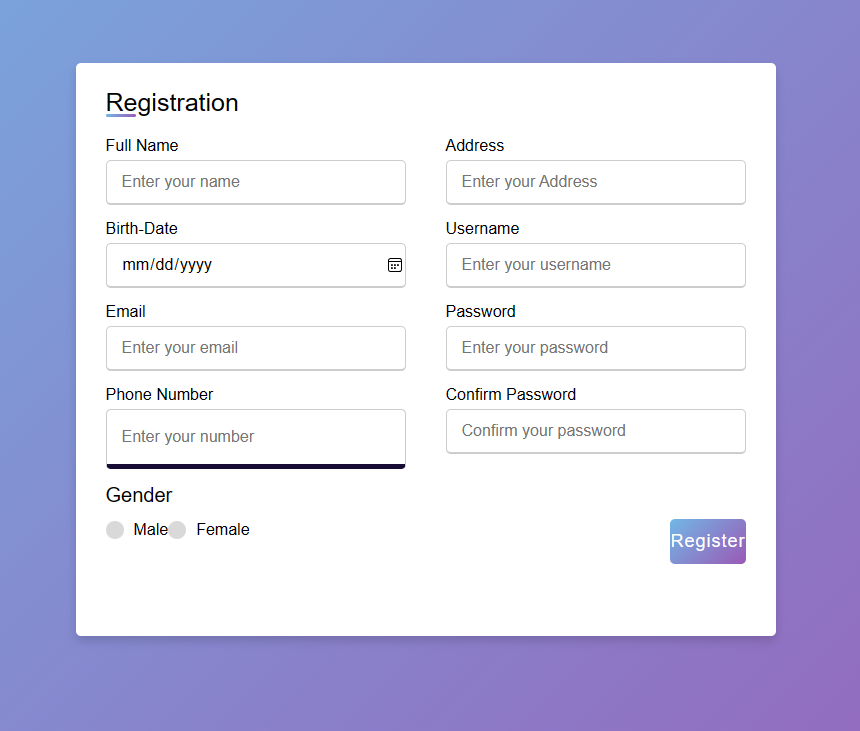 Registration
Full Name
Address
Enter your name
Enter your Address
Birth-Date
Username
mm/dd/yyyy
Enter your username
Email
Password
Enter your email
Enter your password
Phone Number
Confirm Password
Enter your number
Confirm your password
Gender
Male Female
Register